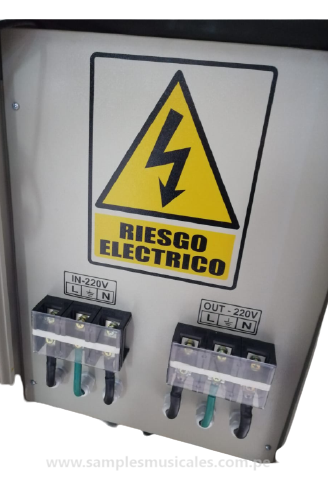 RIESGO
ELECTRICO
IN-220V
L N
OUT - 220V
L N
www.samplesmusicales.com.pe